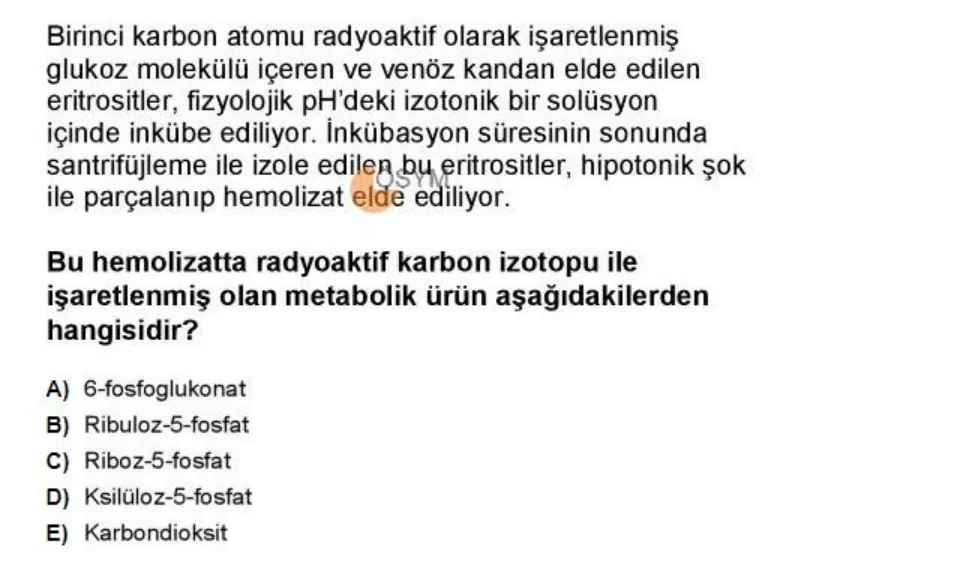 Birinci karbon atomu radyoaktif olarak işaretlenmiş
glukoz molekülü içeren ve venöz kandan elde edilen
eritrositler, fizyolojik pH’deki izotonik bir solüsyon
içinde inkübe ediliyor. İnkübasyon süresinin sonunda
santrifüjleme ile izole edilen bu eritrositler, hipotonik şok
ile parçalanıp hemolizat elde ediliyor.
ÖSYM
Bu hemolizatta radyoaktif karbon izotopu ile
işaretlenmiş olan metabolik ürün aşağıdakilerden
hangisidir?
A) 6-fosfoglukonat
B) Ribuloz-5-fosfat
C) Riboz-5-fosfat
D) Ksilüloz-5-fosfat
E) Karbondioksit